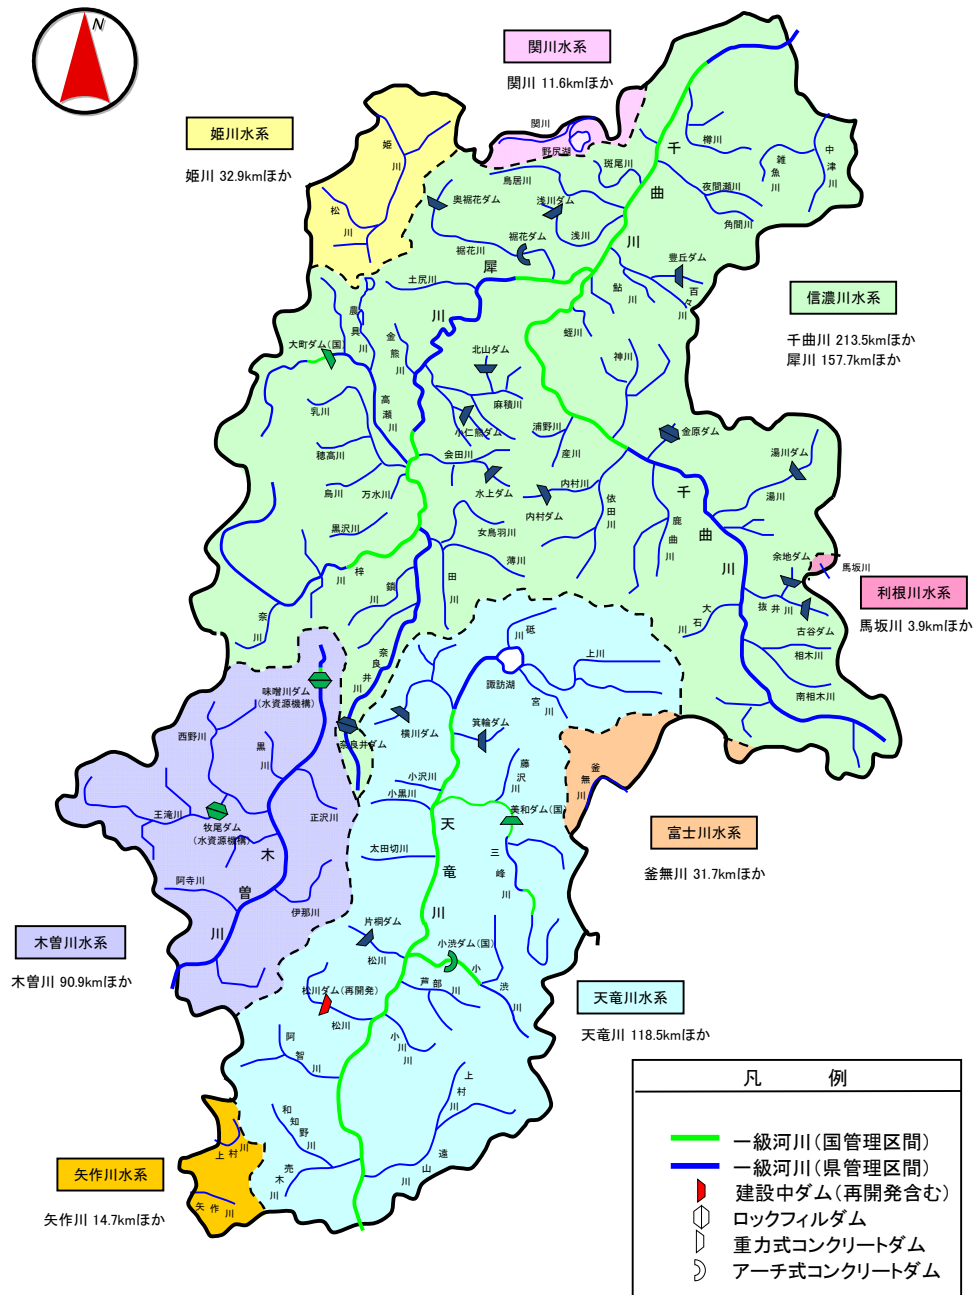 N
関川水系
関川 11.6kmほか
姫川水系
姫川 32.9kmほか
信濃川水系
千曲川 213.5kmほか
犀川 157.7kmほか
利根川水系
馬坂川 3.9kmほか
富士川水系
釜無川 31.7kmほか
木曽川水系
木曽川 90.9kmほか
天竜川水系
天竜川 118.5kmほか
矢作川水系
矢作川 14.7kmほか
関川
野尻湖
姫川
松川
鳥居川
斑尾川
千曲川
樽川
雑魚川
中津川
夜間瀬川
角間川
奥裾花ダム
浅川ダム
浅川
裾花ダム
裾花川
豊丘ダム
百々川
鮎川
犀川
土尻川
農具川
金熊川
大町ダム(国)
北山ダム
蛭川
神川
乳川
高瀬川
麻積川
小仁熊ダム
浦野川
金原ダム
穂高川
会田川
産川
湯川ダム
湯川
烏川
万水川
水上ダム
内村川
内村ダム
依田川
千曲川
鹿曲川
黒沢川
女鳥羽川
薄川
余地ダム
馬坂川
梓川
鎖川
田川
奈川
大石川
抜井川
古谷ダム
相木川
南相木川
奈良井川
砥川
上川
諏訪湖
宮川
味噌川ダム
(水資源機構)
奈良井ダム
横川ダム
箕輪ダム
西野川
黒川
小沢川
藤沢川
釜無川
小黒川
美和ダム(国)
王滝川
牧尾ダム
(水資源機構)
正沢川
木曽川
天竜川
太田切川
三峰川
阿寺川
伊那川
片桐ダム
松川
小渋ダム(国)
小渋川
芦部川
松川ダム(再開発)
松川
小川川
阿智川
上村川
和知野川
売木川
遠山川
上村川
矢作川
凡　例
一級河川(国管理区間)
一級河川(県管理区間)
建設中ダム(再開発含む)
ロックフィルダム
重力式コンクリートダム
アーチ式コンクリートダム